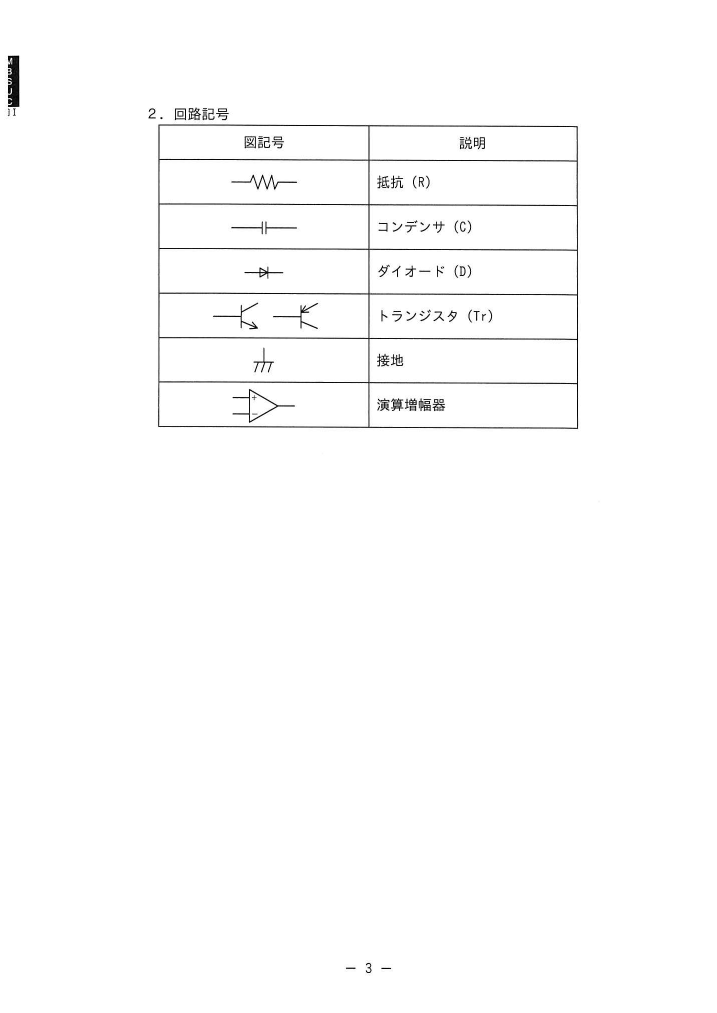 MBSUC
２．回路記号
図記号 説明
抵抗（R）
コンデンサ（C）
ダイオード（D）
トランジスタ（Tr）
接地
+
−
演算増幅器
− 3 −